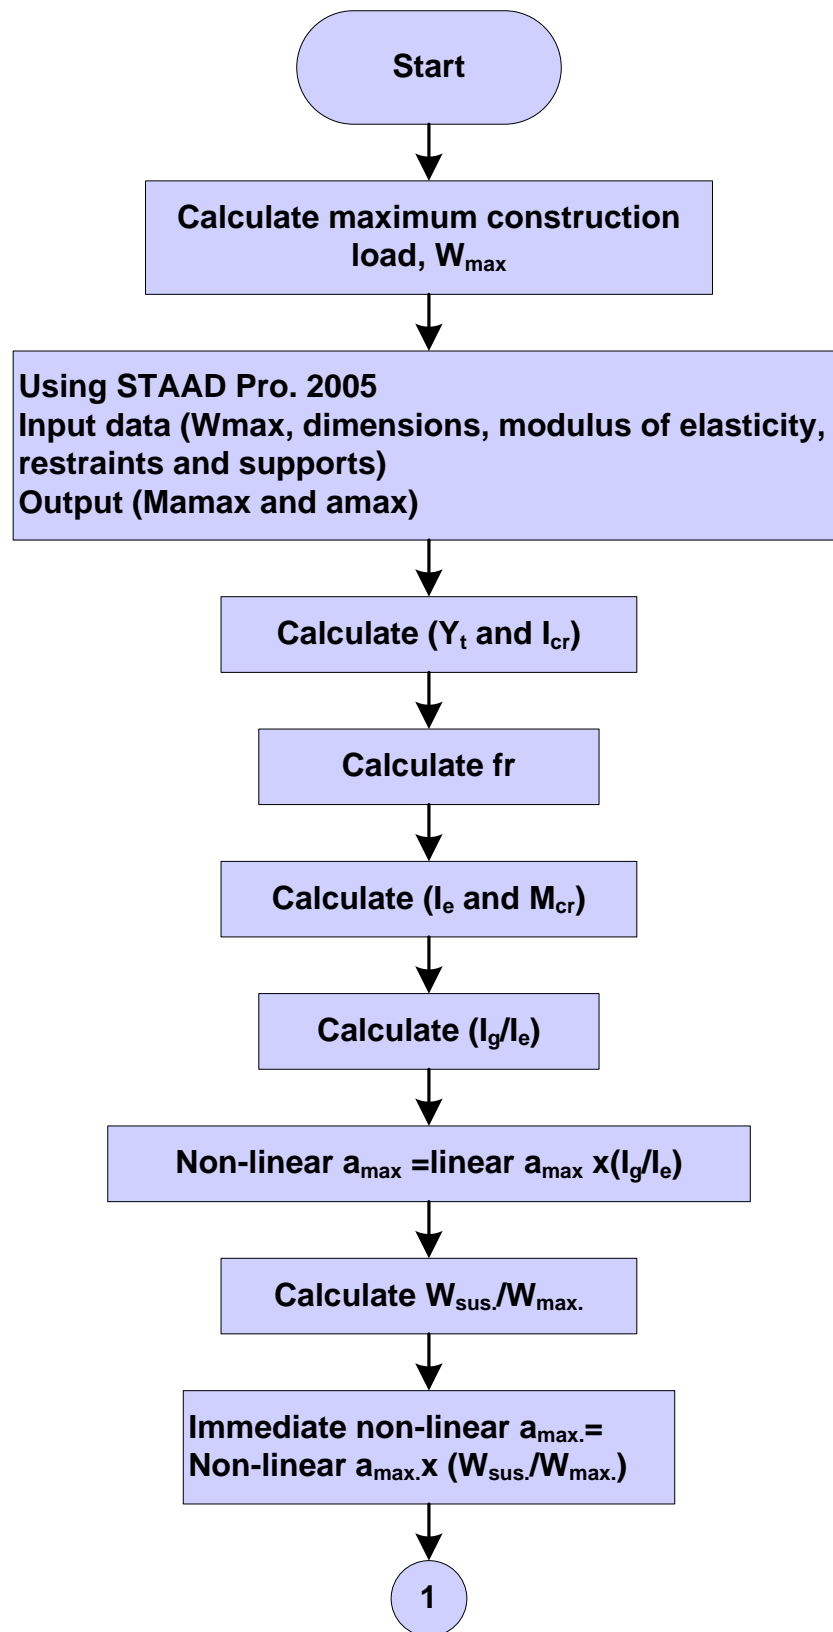 Start
Calculate maximum construction
load, Wmax
Using STAAD Pro. 2005
Input data (Wmax, dimensions, modulus of elasticity,
restraints and supports)
Output (Mamax and amax)
Calculate (Yt and Icr)
Calculate fr
Calculate (Ie and Mcr)
Calculate (Ig/Ie)
Non-linear amax =linear amax x(Ig/Ie)
Calculate Wsus./Wmax.
Immediate non-linear amax.=
Non-linear amax.x (Wsus./Wmax.)
1